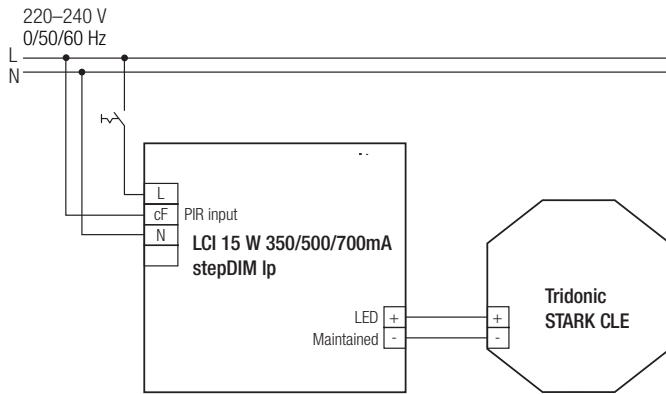 220–240 V
0/50/60 Hz
L
N
L
cF PIR input
N
LCI 15 W 350/500/700mA
stepDIM lp
LED + +
Maintained - -
Tridonic
STARK CLE